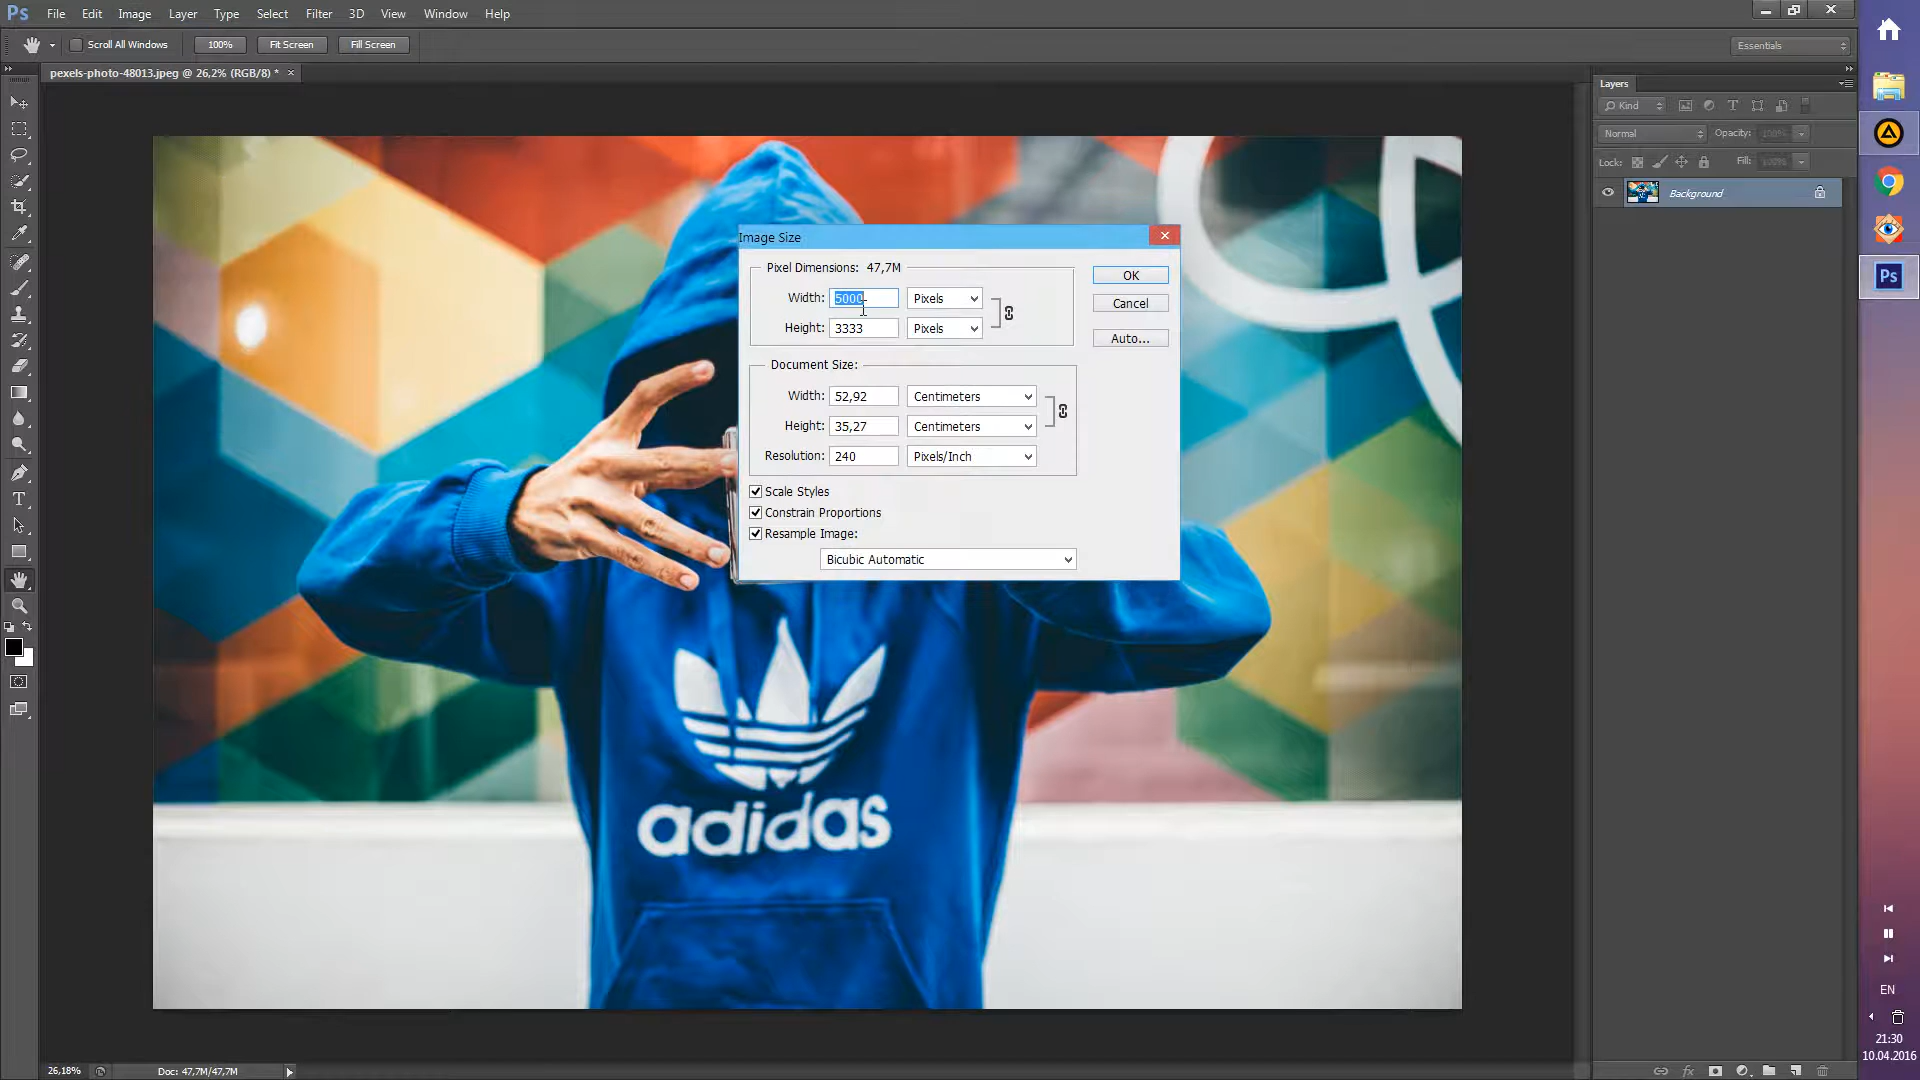 Ps File Edit Image Layer Type Select Filter 3D View Window Help
Scroll All Windows 100% Fit Screen Fill Screen Essentials
pexels-photo-48013.jpeg @ 26,2% (RGB/8) * ×
Layers
Kind
Normal Opacity: 100%
Lock: Fill: 100%
Background
Image Size
Pixel Dimensions: 47,7M
Width: 5000 Pixels
Height: 3333 Pixels
OK
Cancel
Auto...
Document Size:
Width: 52,92 Centimeters
Height: 35,27 Centimeters
Resolution: 240 Pixels/Inch
Scale Styles
Constrain Proportions
Resample Image:
Bicubic Automatic
adidas
Ps
EN
21:30
10.04.2016
26,18% Doc: 47,7M/47,7M
fx